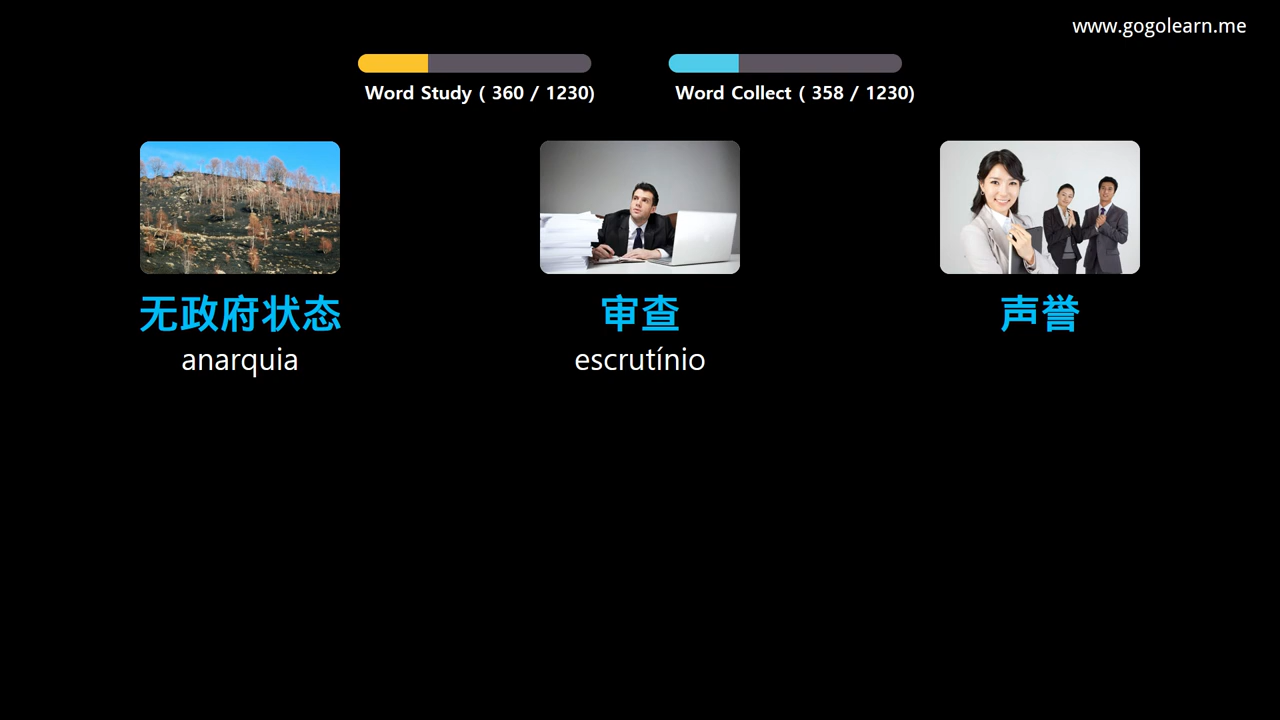 www.gogolearn.me
Word Study ( 360 / 1230)
Word Collect ( 358 / 1230)
无政府状态
审查
声誉
anarquia
escrutínio